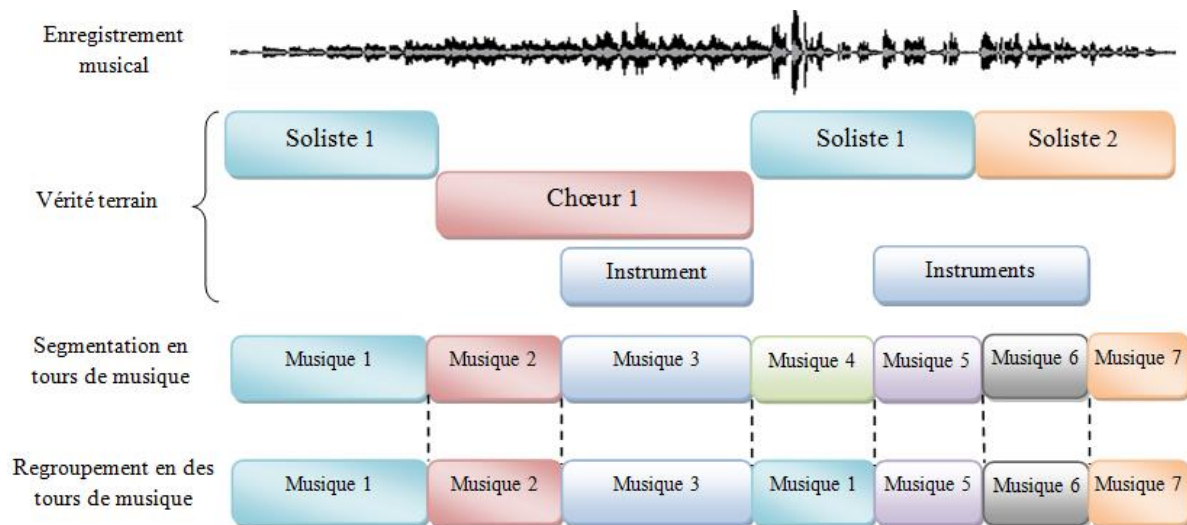 Enregistrement
musical
Soliste 1
Soliste 1
Soliste 2
Vérité terrain
Chœur 1
Instrument
Instruments
Segmentation en
tours de musique
Musique 1
Musique 2
Musique 3
Musique 4
Musique 5
Musique 6
Musique 7
Regroupement en des
tours de musique
Musique 1
Musique 2
Musique 3
Musique 1
Musique 5
Musique 6
Musique 7